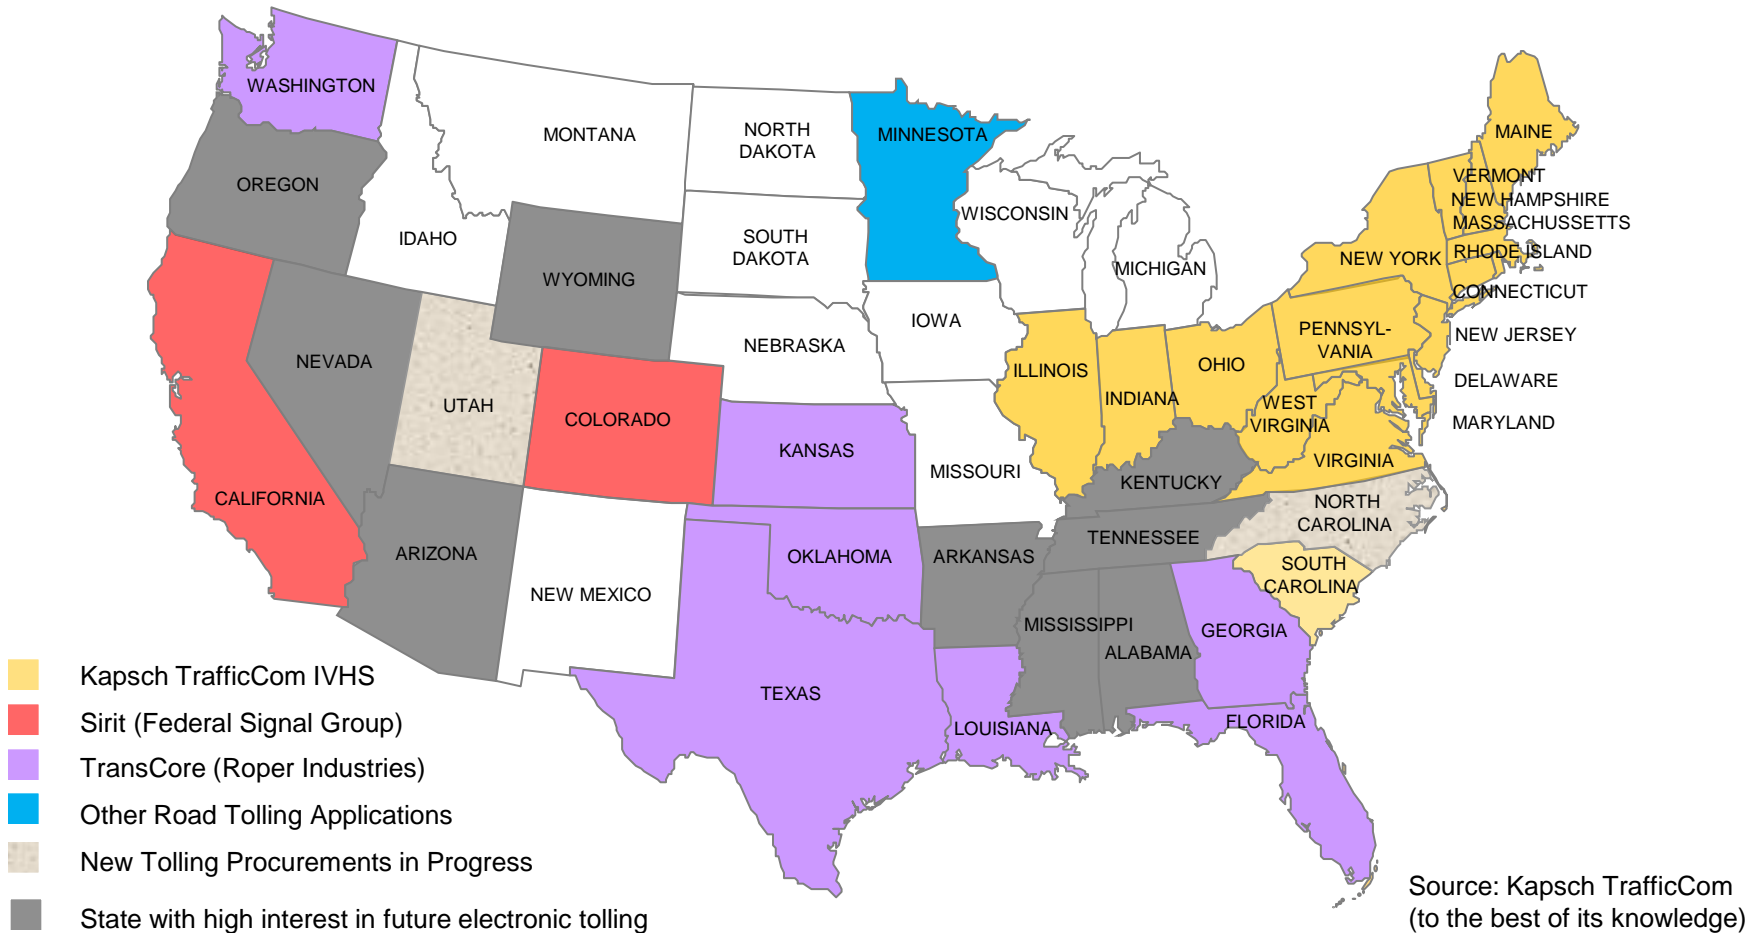 WASHINGTON
MONTANA
NORTH
DAKOTA
MINNESOTA
MAINE
OREGON
IDAHO
WYOMING
SOUTH
DAKOTA
WISCONSIN
MICHIGAN
VERMONT
NEW HAMPSHIRE
MASSACHUSSETTS
NEW YORK
RHODE ISLAND
CONNECTICUT
NEVADA
UTAH
COLORADO
NEBRASKA
IOWA
ILLINOIS
INDIANA
OHIO
PENNSYL-
VANIA
NEW JERSEY
DELAWARE
MARYLAND
WEST
VIRGINIA
VIRGINIA
CALIFORNIA
ARIZONA
NEW MEXICO
KANSAS
OKLAHOMA
MISSOURI
ARKANSAS
KENTUCKY
TENNESSEE
NORTH
CAROLINA
SOUTH
CAROLINA
MISSISSIPPI
ALABAMA
GEORGIA
TEXAS
LOUISIANA
FLORIDA
Kapsch TrafficCom IVHS
Sirit (Federal Signal Group)
TransCore (Roper Industries)
Other Road Tolling Applications
New Tolling Procurements in Progress
State with high interest in future electronic tolling
Source: Kapsch TrafficCom
(to the best of its knowledge)